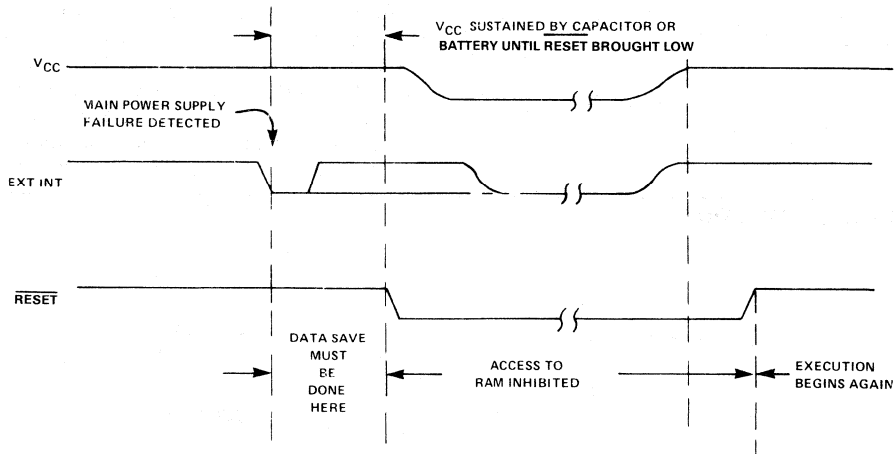 VCC SUSTAINED BY CAPACITOR OR
BATTERY UNTIL RESET BROUGHT LOW
VCC
MAIN POWER SUPPLY
FAILURE DETECTED
EXT INT
RESET
DATA SAVE
MUST
BE
DONE
HERE
ACCESS TO
RAM INHIBITED
EXECUTION
BEGINS AGAIN